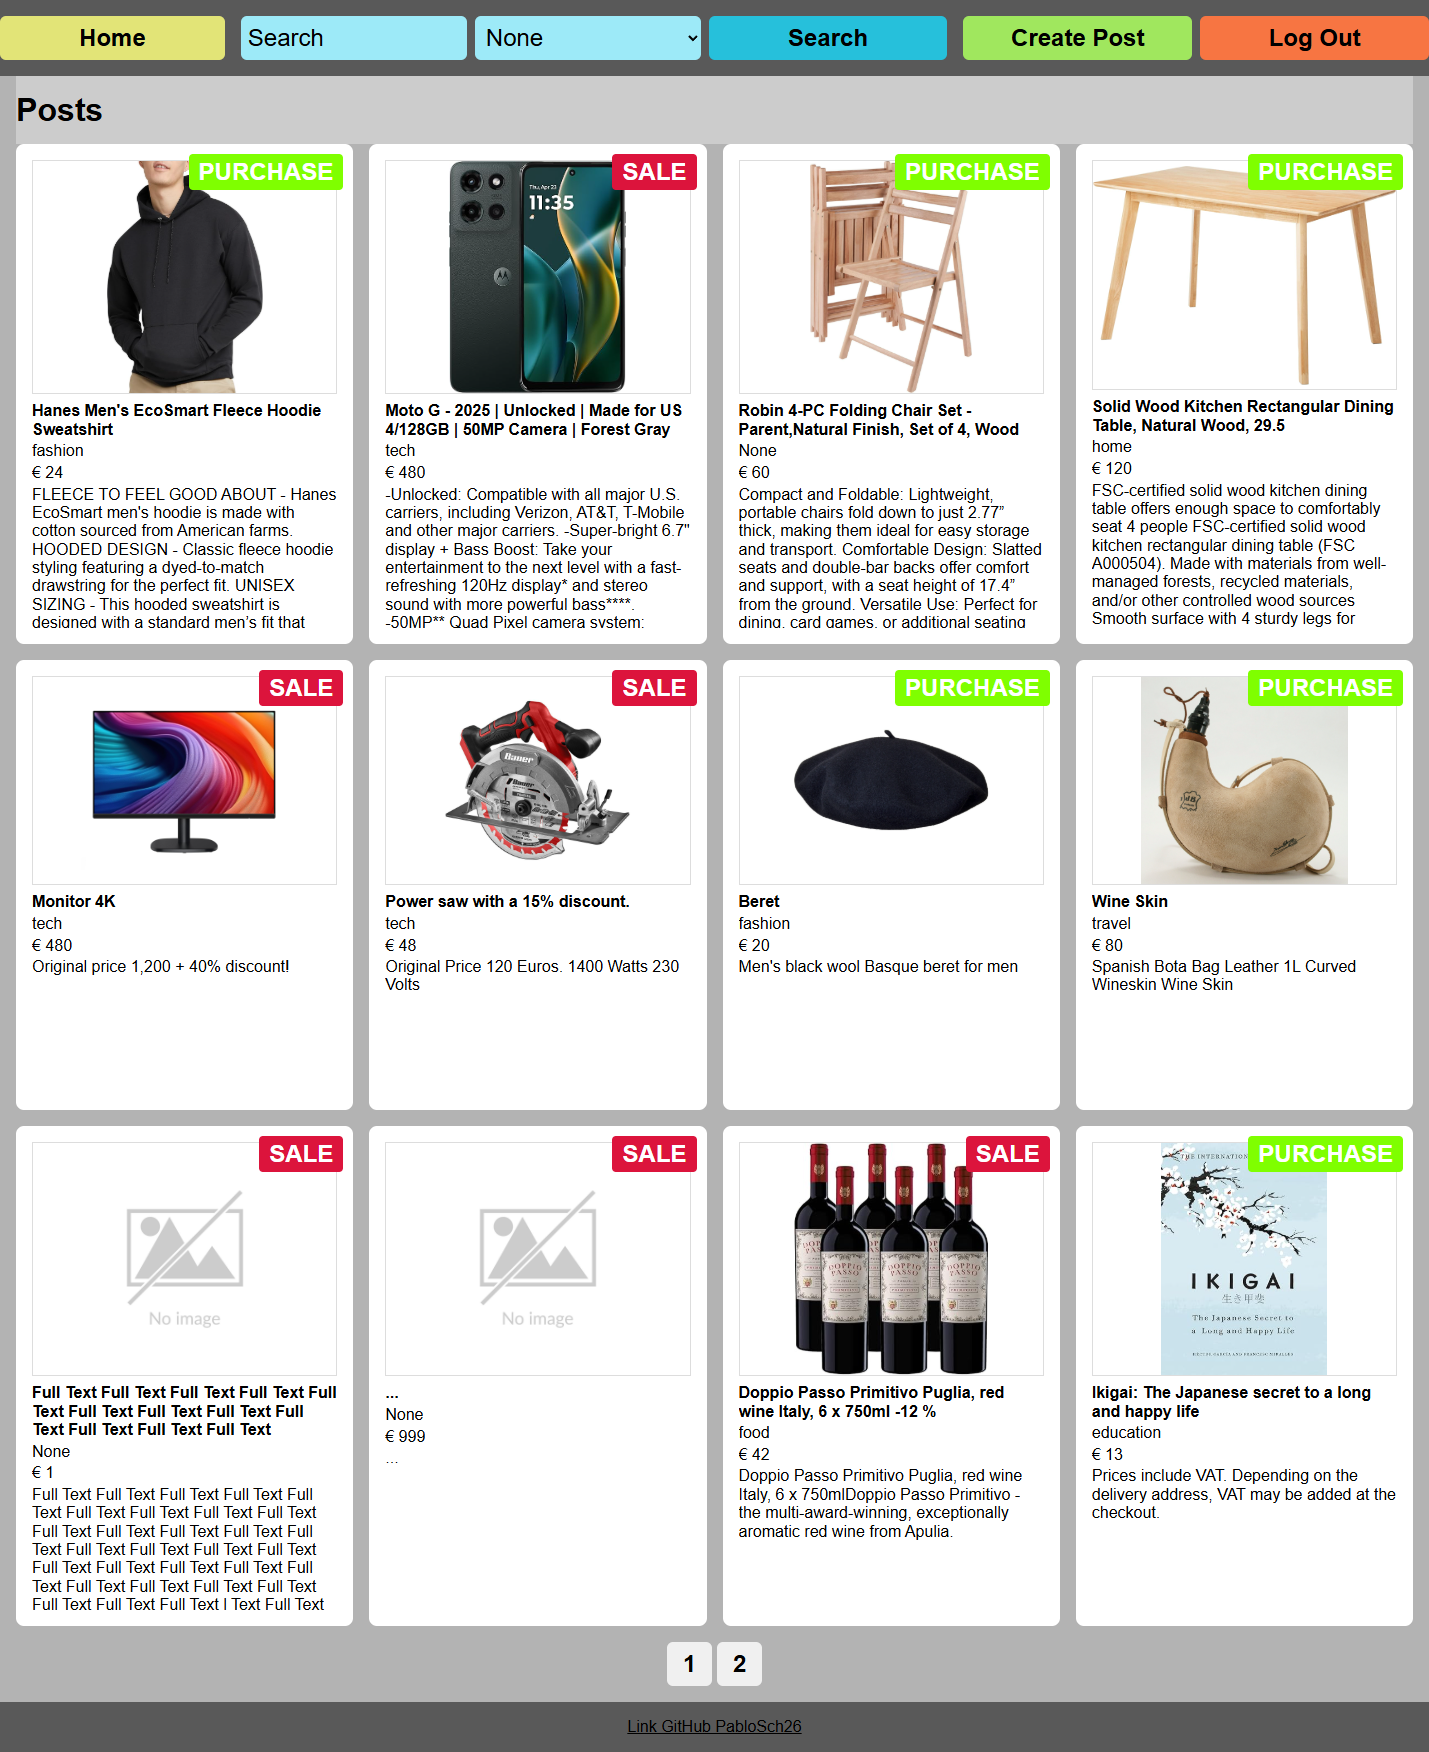 Home
Search
None
Search
Create Post
Log Out
Posts
PURCHASE
Hanes Men's EcoSmart Fleece Hoodie
Sweatshirt
fashion
€ 24
FLEECE TO FEEL GOOD ABOUT - Hanes
EcoSmart men's hoodie is made with
cotton sourced from American farms.
HOODED DESIGN - Classic fleece hoodie
styling featuring a dyed-to-match
drawstring for the perfect fit. UNISEX
SIZING - This hooded sweatshirt is
designed with a standard men's fit that
SALE
Thu, Apr 23
11:35
Moto G - 2025 | Unlocked | Made for US
4/128GB | 50MP Camera | Forest Gray
tech
€ 480
-Unlocked: Compatible with all major U.S.
carriers, including Verizon, AT&T, T-Mobile
and other major carriers. -Super-bright 6.7"
display + Bass Boost: Take your
entertainment to the next level with a fast-
refreshing 120Hz display* and stereo
sound with more powerful bass****.
-50MP** Quad Pixel camera system:
PURCHASE
Robin 4-PC Folding Chair Set -
Parent,Natural Finish, Set of 4, Wood
None
€ 60
Compact and Foldable: Lightweight,
portable chairs fold down to just 2.77”
thick, making them ideal for easy storage
and transport. Comfortable Design: Slatted
seats and double-bar backs offer comfort
and support, with a seat height of 17.4”
from the ground. Versatile Use: Perfect for
dining, card games, or additional seating
PURCHASE
Solid Wood Kitchen Rectangular Dining
Table, Natural Wood, 29.5
home
€ 120
FSC-certified solid wood kitchen dining
table offers enough space to comfortably
seat 4 people FSC-certified solid wood
kitchen rectangular dining table (FSC
A000504). Made with materials from well-
managed forests, recycled materials,
and/or other controlled wood sources
Smooth surface with 4 sturdy legs for
SALE
Monitor 4K
tech
€ 480
Original price 1,200 + 40% discount!
SALE
Bauer
Bauer
Power saw with a 15% discount.
tech
€ 48
Original Price 120 Euros. 1400 Watts 230
Volts
PURCHASE
Beret
fashion
€ 20
Men's black wool Basque beret for men
PURCHASE
Wine Skin
travel
€ 80
Spanish Bota Bag Leather 1L Curved
Wineskin Wine Skin
SALE
No image
Full Text Full Text Full Text Full Text Full
Text Full Text Full Text Full Text Full
Text Full Text Full Text Full Text
None
€ 1
Full Text Full Text Full Text Full Text Full
Text Full Text Full Text Full Text Full Text
Full Text Full Text Full Text Full Text Full
Text Full Text Full Text Full Text Full Text
Full Text Full Text Full Text Full Text Full
Text Full Text Full Text Full Text Full Text
Full Text Full Text Full Text l Text Full Text
SALE
No image
...
None
€ 999
...
SALE
DOPPIO
PASSO
DOPPIO
PASSO
Doppio Passo Primitivo Puglia, red
wine Italy, 6 x 750ml -12 %
food
€ 42
Doppio Passo Primitivo Puglia, red wine
Italy, 6 x 750mlDoppio Passo Primitivo -
the multi-award-winning, exceptionally
aromatic red wine from Apulia.
PURCHASE
THE INTERNATION
IKIGAI
生き甲斐
The Japanese Secret to
a Long and Happy Life
HÉCTOR GARCÍA AND FRANCESC MIRALLES
Ikigai: The Japanese secret to a long
and happy life
education
€ 13
Prices include VAT. Depending on the
delivery address, VAT may be added at the
checkout.
1
2
Link GitHub PabloSch26